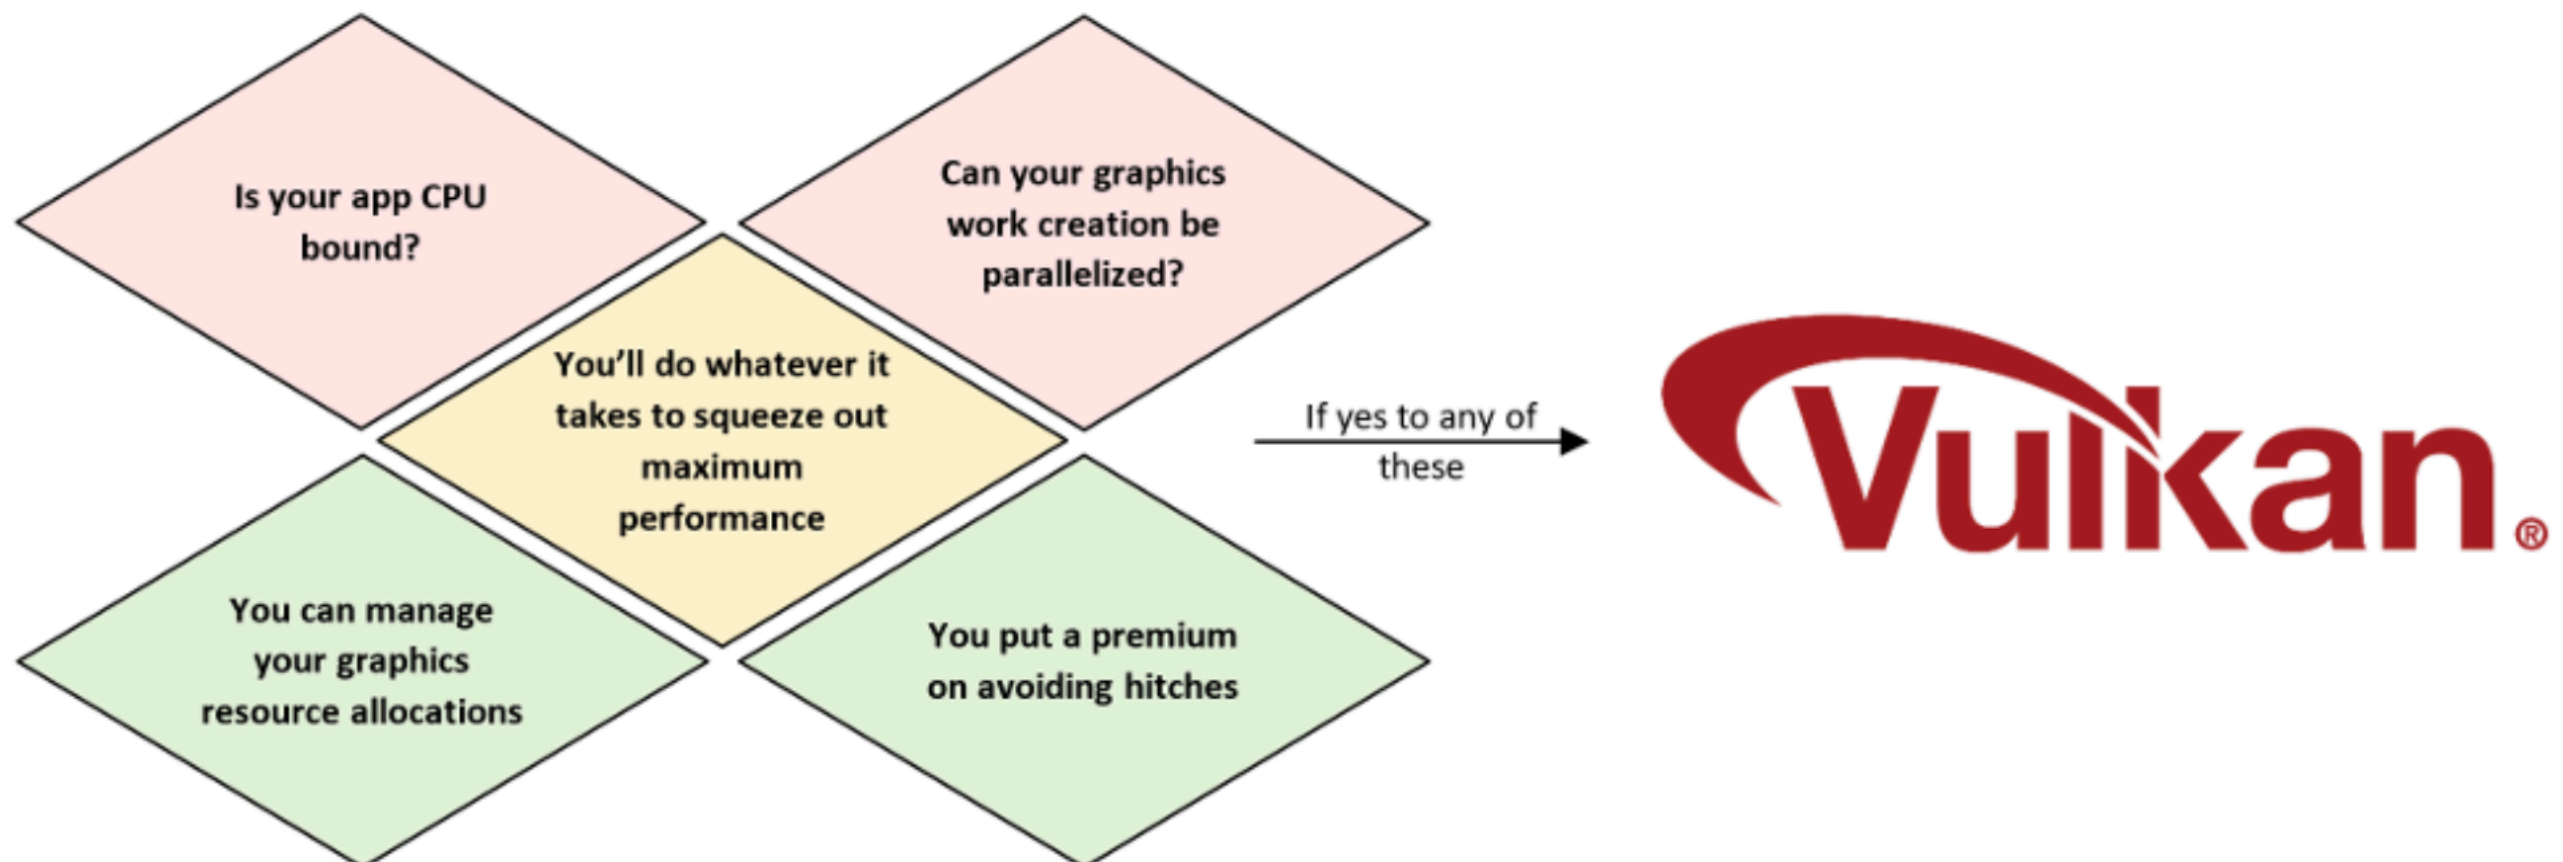 Is your app CPU
bound?
Can your graphics
work creation be
parallelized?
You'll do whatever it
takes to squeeze out
maximum
performance
You can manage
your graphics
resource allocations
You put a premium
on avoiding hitches
If yes to any of
these
Vulkan®